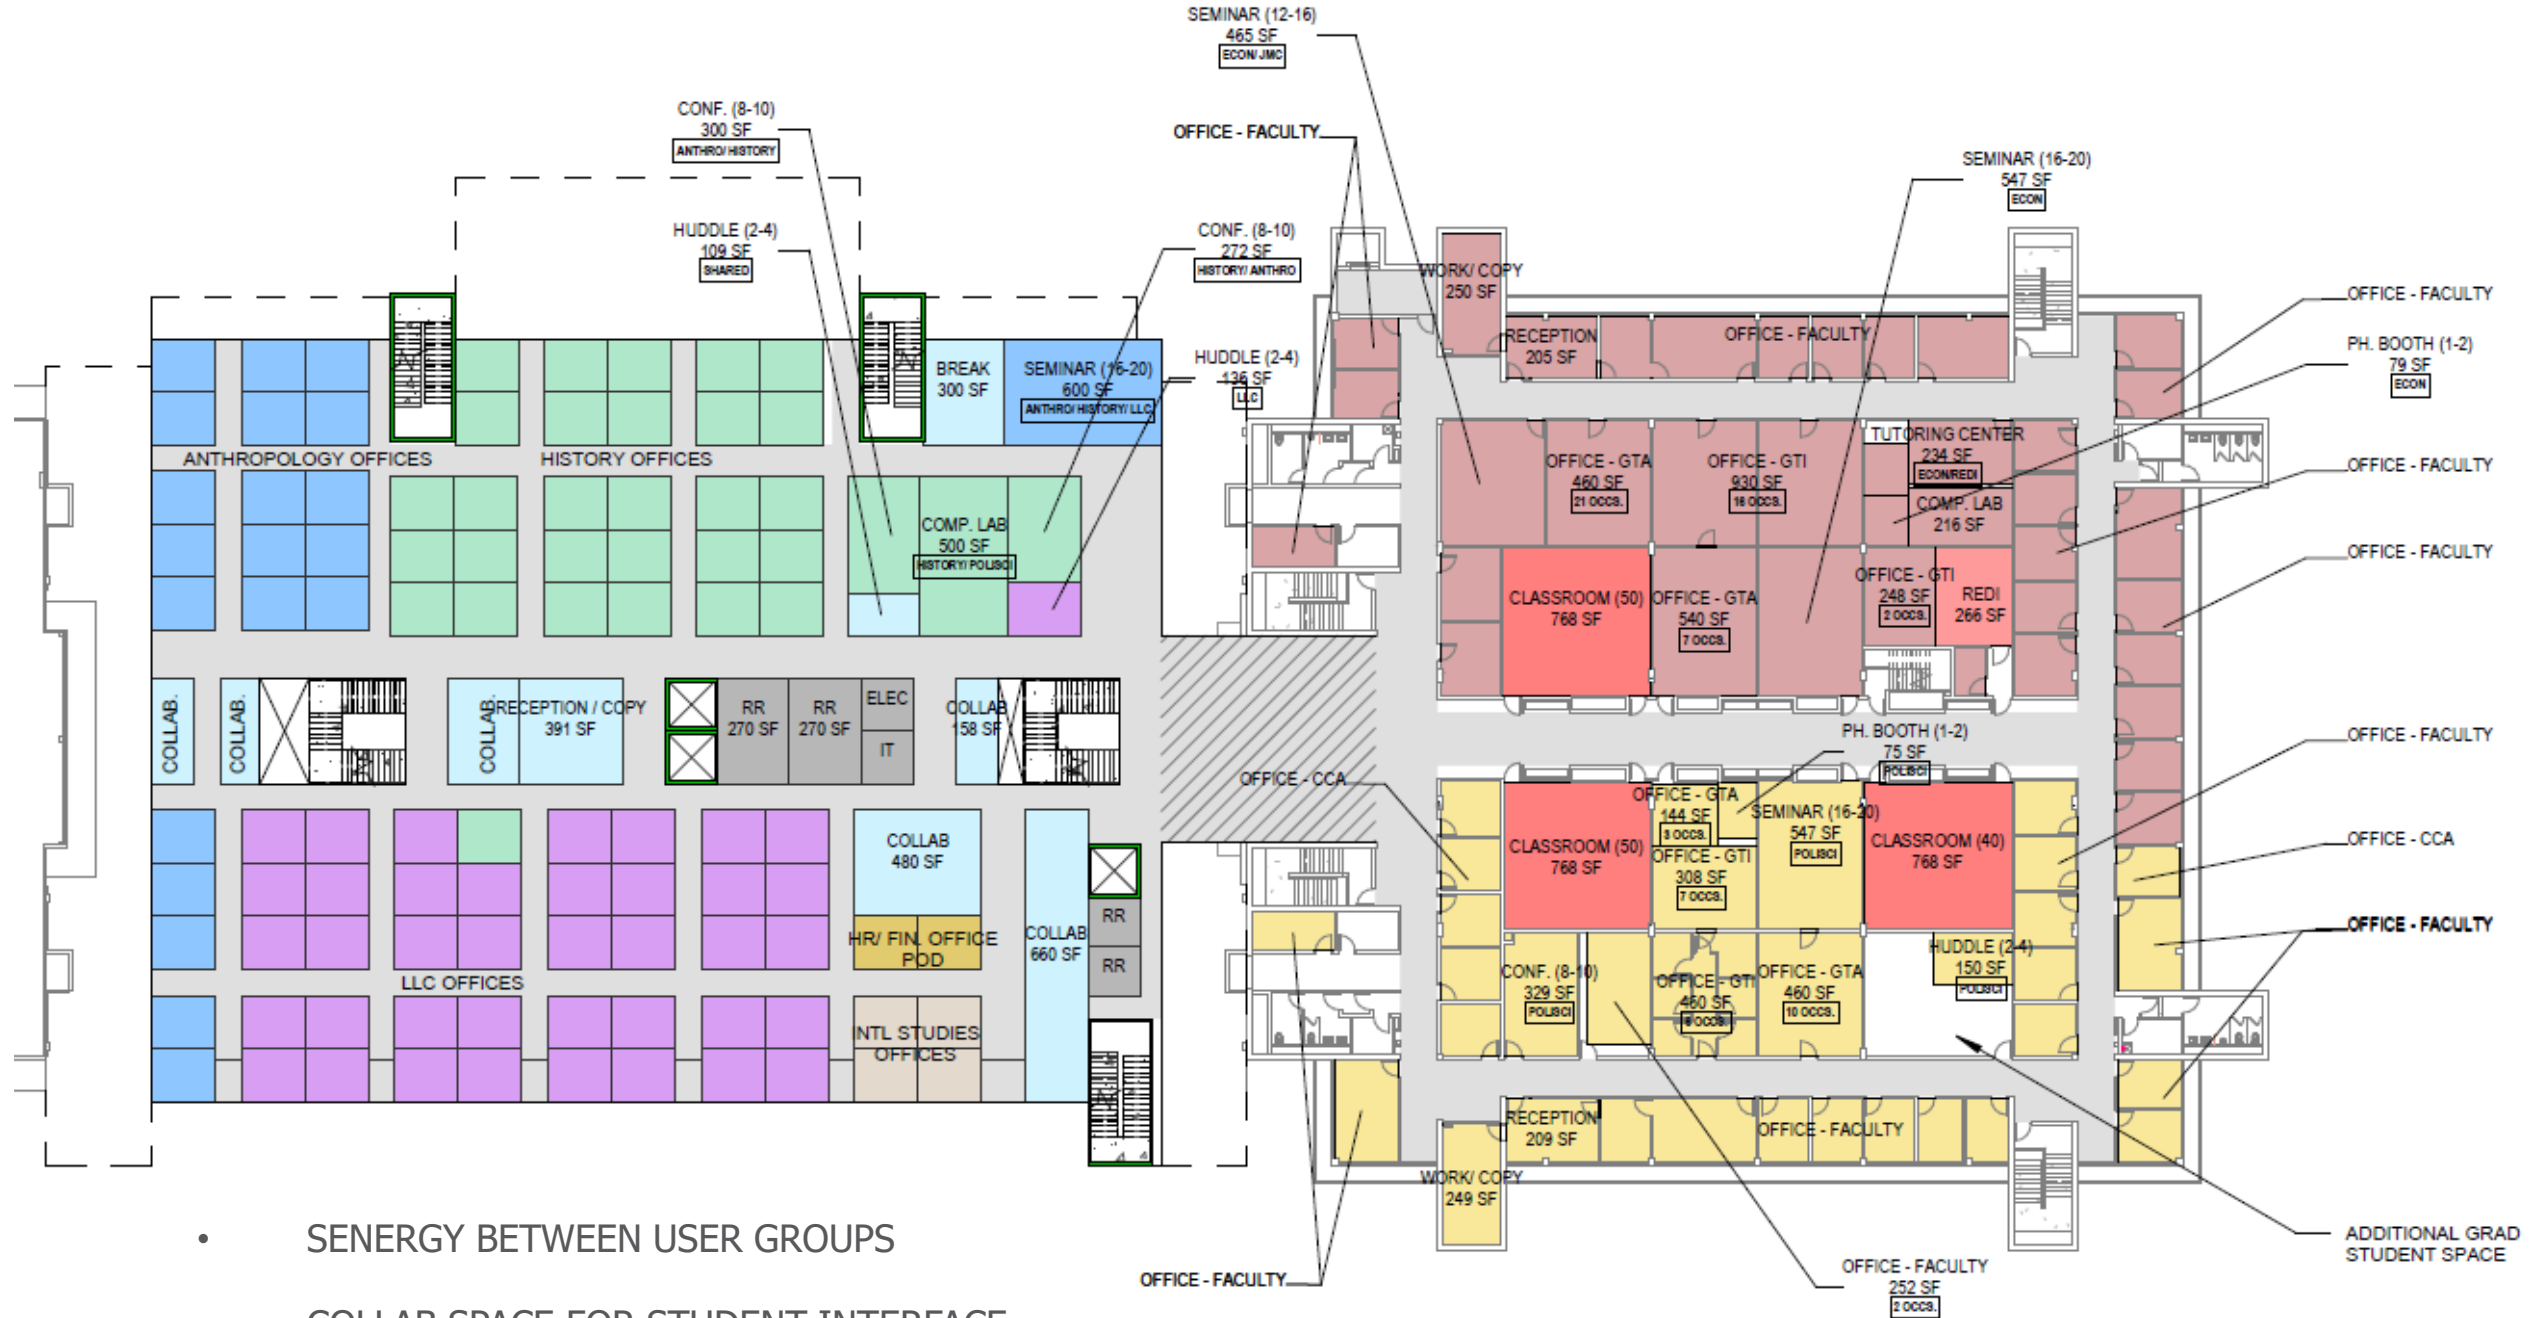 SEMINAR (12-16)
465 SF
ECON/JMC
CONF. (8-10)
300 SF
ANTHRO/ HISTORY
OFFICE - FACULTY
SEMINAR (16-20)
547 SF
ECON
HUDDLE (2-4)
109 SF
SHARED
CONF. (8-10)
272 SF
HISTORY/ ANTHRO
WORK/ COPY
250 SF
OFFICE - FACULTY
RECEPTION
205 SF
OFFICE - FACULTY
PH. BOOTH (1-2)
79 SF
ECON
HUDDLE (2-4)
136 SF
LLC
BREAK
300 SF
SEMINAR (16-20)
600 SF
ANTHRO/ HISTORY/ LLC
ANTHROPOLOGY OFFICES
HISTORY OFFICES
OFFICE - GTA
460 SF
21 OCCS.
OFFICE - GTI
930 SF
16 OCCS.
TUTORING CENTER
234 SF
ECON/REDI
OFFICE - FACULTY
COMP. LAB
500 SF
HISTORY/ POLISCI
COMP. LAB
216 SF
OFFICE - FACULTY
CLASSROOM (50)
768 SF
OFFICE - GTA
540 SF
7 OCCS.
OFFICE - GTI
248 SF
2 OCCS.
REDI
266 SF
COLLAB.
COLLAB.
COLLAB.
RECEPTION / COPY
391 SF
RR
270 SF
RR
270 SF
ELEC
IT
COLLAB
158 SF
PH. BOOTH (1-2)
75 SF
POLISCI
OFFICE - FACULTY
OFFICE - CCA
OFFICE - GTA
144 SF
3 OCCS.
SEMINAR (16-20)
547 SF
POLISCI
COLLAB
480 SF
CLASSROOM (50)
768 SF
OFFICE - GTI
308 SF
7 OCCS.
CLASSROOM (40)
768 SF
OFFICE - CCA
HR/ FIN. OFFICE
POD
COLLAB
660 SF
RR
RR
OFFICE - FACULTY
LLC OFFICES
CONF. (8-10)
329 SF
POLISCI
OFFICE - GTI
460 SF
OCCS.
OFFICE - GTA
460 SF
10 OCCS.
HUDDLE (2-4)
150 SF
POLISCI
INTL STUDIES
OFFICES
RECEPTION
209 SF
OFFICE - FACULTY
WORK/ COPY
249 SF
OFFICE - FACULTY
OFFICE - FACULTY
252 SF
2 OCCS.
ADDITIONAL GRAD
STUDENT SPACE
• SENERGY BETWEEN USER GROUPS
COLLAB SPACE FOR STUDENT INTERFACE